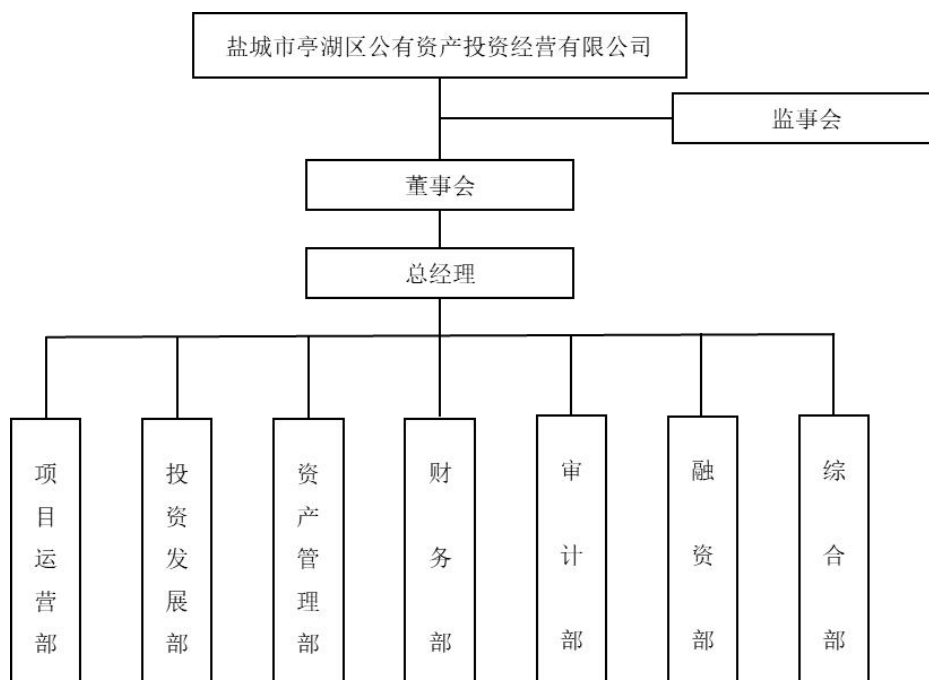 盐城市亭湖区公有资产投资经营有限公司
监事会
董事会
总经理
项目运营部
投资发展部
资产管理部
财务部
审计部
融资部
综合部